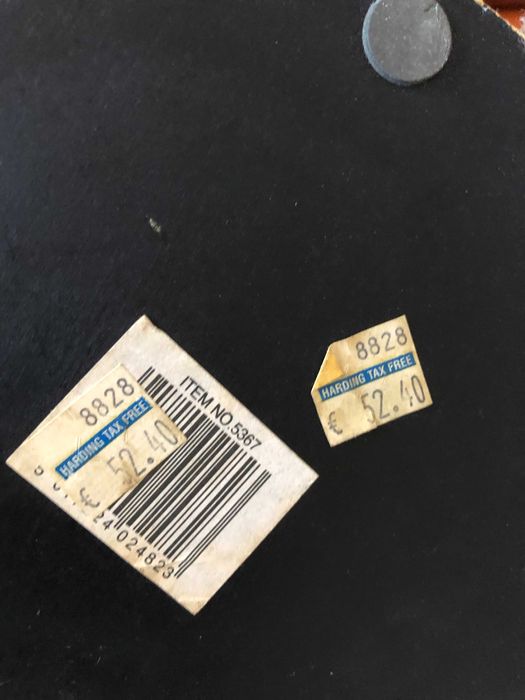 8828
HARDING TAX FREE
£ 52.40
ITEM NO 5367
24 024823
8828
HARDING TAX FREE
£ 52.40